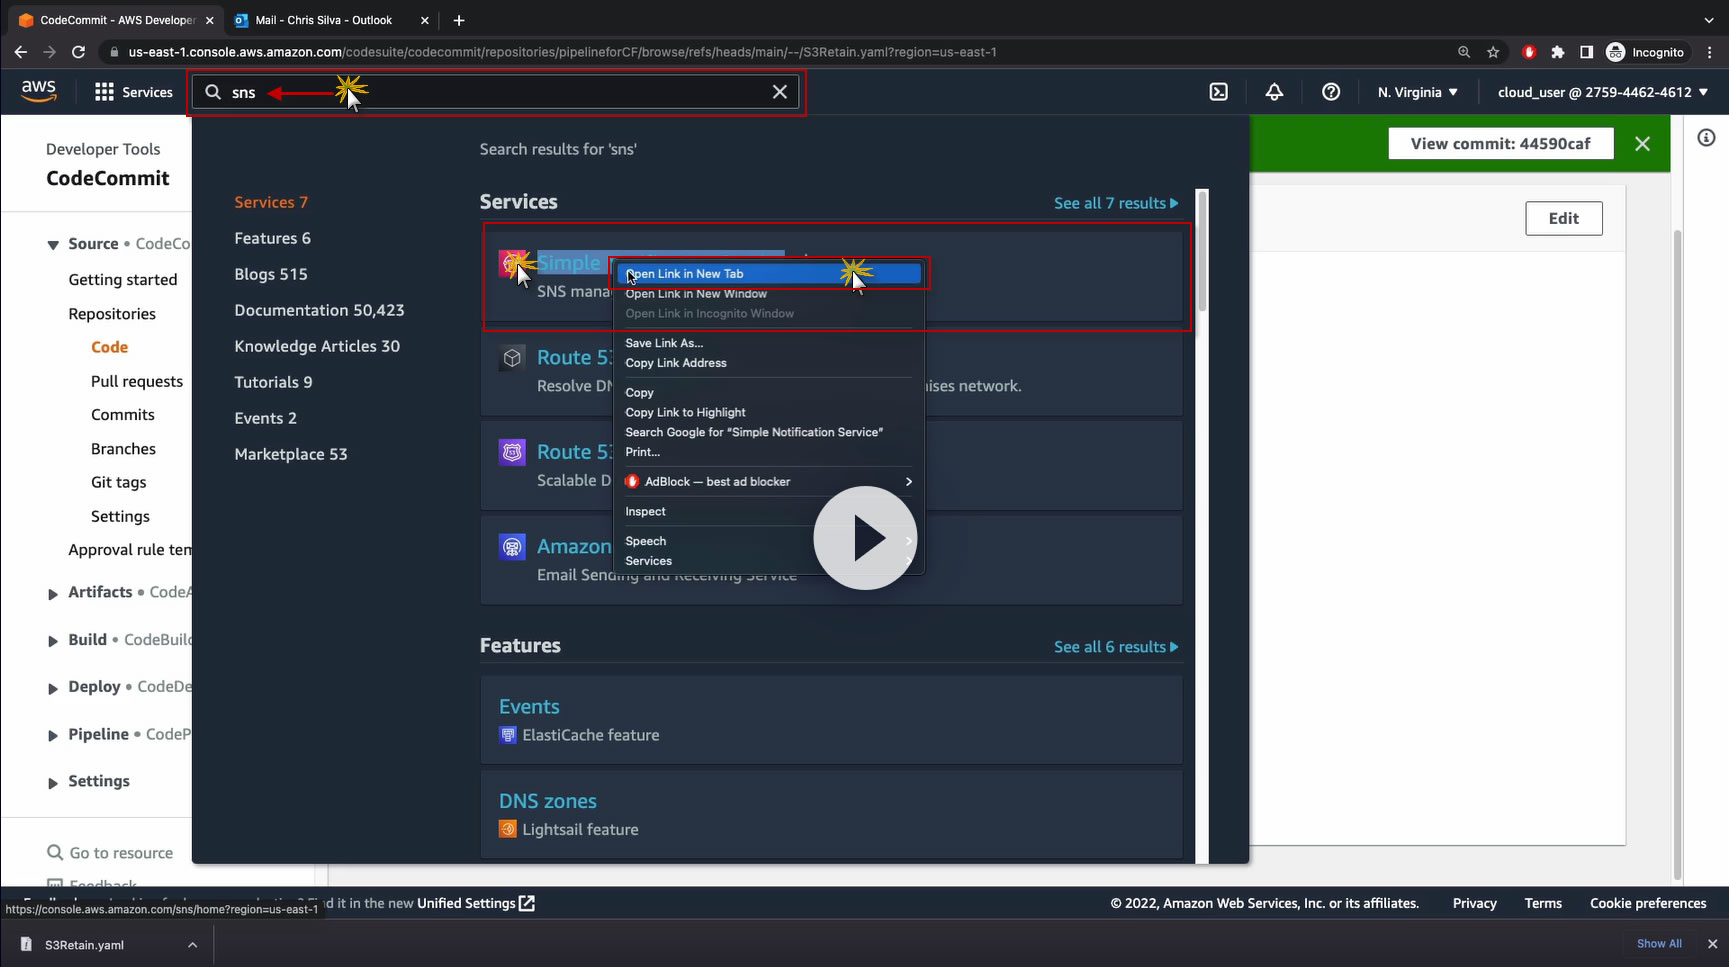 CodeCommit - AWS Developer
Mail - Chris Silva - Outlook
us-east-1.console.aws.amazon.com/codesuite/codecommit/repositories/pipelineforCF/browse/refs/heads/main/--/S3Retain.yaml?region=us-east-1
Incognito
aws
Services
sns
N. Virginia
cloud_user @ 2759-4462-4612
Developer Tools
CodeCommit
Source • CodeCo
Getting started
Repositories
Code
Pull requests
Commits
Branches
Git tags
Settings
Approval rule tem
Artifacts • CodeA
Build • CodeBuild
Deploy • CodeDe
Pipeline • CodeP
Settings
Go to resource
Feedback
Search results for 'sns'
Services 7
Features 6
Blogs 515
Documentation 50,423
Knowledge Articles 30
Tutorials 9
Events 2
Marketplace 53
Services
See all 7 results
Simple
SNS mana
Route 53
Resolve DN
ises network.
Route 53
Scalable D
Amazon
Email Sending and Receiving Service
Open Link in New Tab
Open Link in New Window
Open Link in Incognito Window
Save Link As...
Copy Link Address
Copy
Copy Link to Highlight
Search Google for “Simple Notification Service”
Print...
AdBlock — best ad blocker
Inspect
Speech
Services
Features
See all 6 results
Events
ElastiCache feature
DNS zones
Lightsail feature
View commit: 44590caf
Edit
find it in the new Unified Settings
https://console.aws.amazon.com/sns/home?region=us-east-1
© 2022, Amazon Web Services, Inc. or its affiliates.
Privacy
Terms
Cookie preferences
S3Retain.yaml
Show All